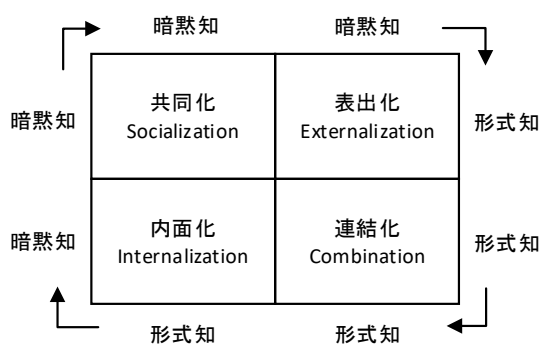 暗黙知
暗黙知
暗黙知
共同化
Socialization
表出化
Externalization
形式知
暗黙知
内面化
Internalization
連結化
Combination
形式知
形式知
形式知